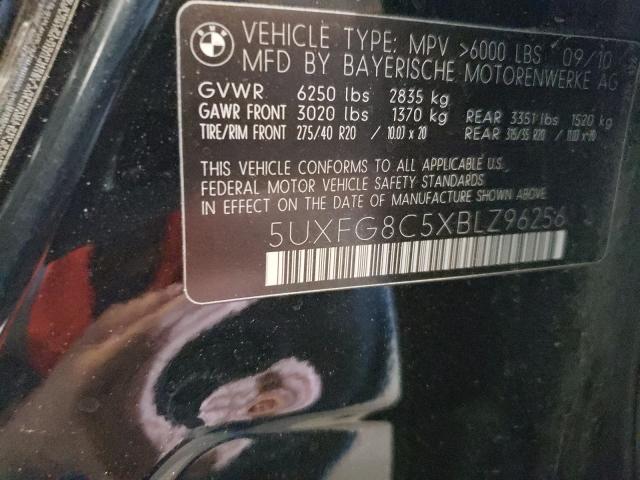 BMW
VEHICLE TYPE: MPV >6000 LBS 09/10
MFD BY BAYERISCHE MOTORENWERKE AG
GVWR 6250 lbs 2835 kg
GAWR FRONT 3020 lbs 1370 kg REAR 3351 lbs 1520 kg
TIRE/RIM FRONT 275/40 R20 / 10.0J x 20 REAR 315/35 R20 / 11.0J x 20
THIS VEHICLE CONFORMS TO ALL APPLICABLE U.S.
FEDERAL MOTOR VEHICLE SAFETY STANDARDS
IN EFFECT ON THE DATE OF MANUFACTURE SHOWN ABOVE.
5UXFG8C5XBLZ96256